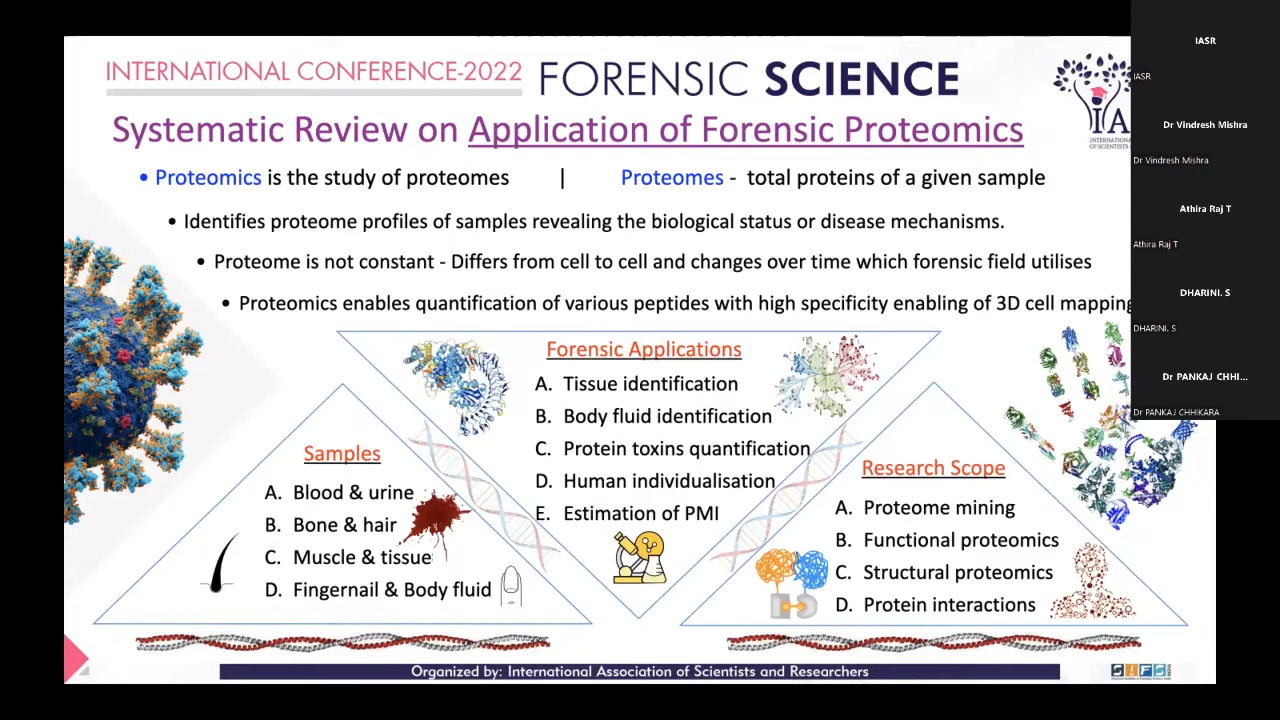 INTERNATIONAL CONFERENCE-2022 FORENSIC SCIENCE
IA
INTERNATION
OF SCIENTISTS &
Systematic Review on Application of Forensic Proteomics
• Proteomics is the study of proteomes | Proteomes - total proteins of a given sample
• Identifies proteome profiles of samples revealing the biological status or disease mechanisms.
• Proteome is not constant - Differs from cell to cell and changes over time which forensic field utilises
• Proteomics enables quantification of various peptides with high specificity enabling of 3D cell mapping
Forensic Applications
A. Tissue identification
B. Body fluid identification
C. Protein toxins quantification
D. Human individualisation
E. Estimation of PMI
Samples
A. Blood & urine
B. Bone & hair
C. Muscle & tissue
D. Fingernail & Body fluid
Research Scope
A. Proteome mining
B. Functional proteomics
C. Structural proteomics
D. Protein interactions
Organized by: International Association of Scientists and Researchers
SIFS
IASR
IASR
Dr Vindresh Mishra
Dr Vindresh Mishra
Athira Raj T
Athira Raj T
DHARINI. S
DHARINI. S
Dr PANKAJ CHHI...
Dr PANKAJ CHHIKARA